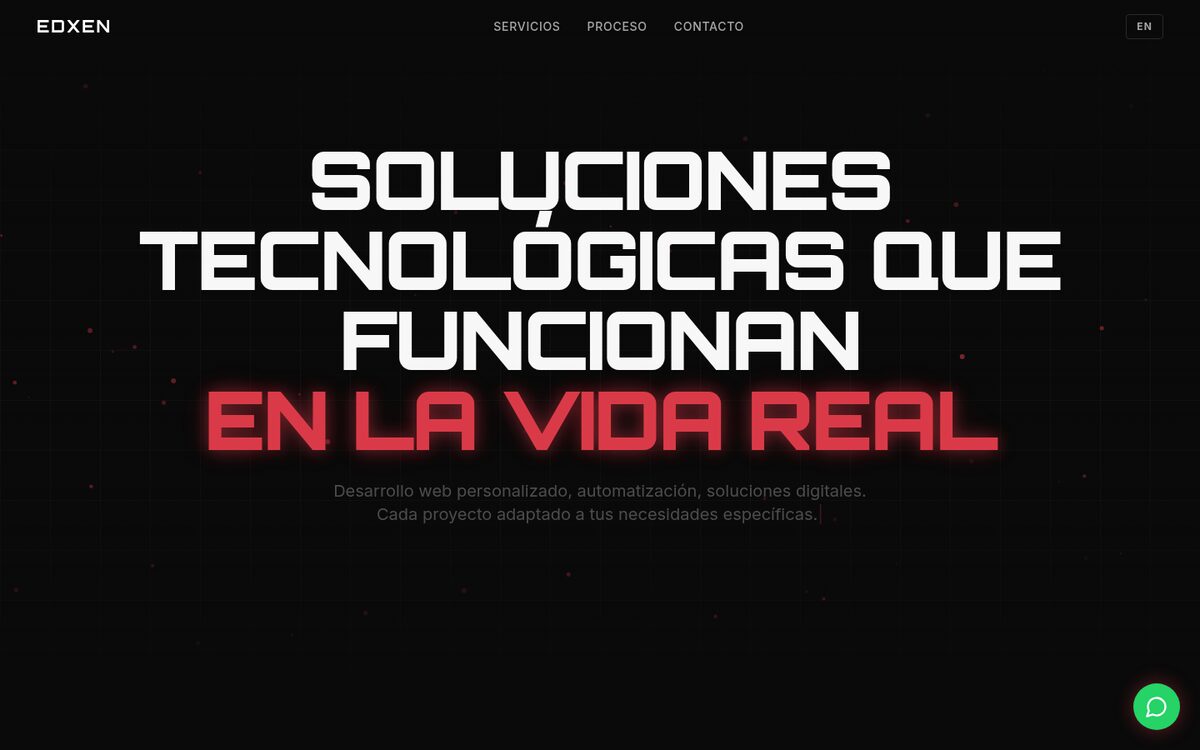 EDXEN
SERVICIOS PROCESO CONTACTO
EN
SOLUCIONES
TECNOLÓGICAS QUE
FUNCIONAN
EN LA VIDA REAL
Desarrollo web personalizado, automatización, soluciones digitales.
Cada proyecto adaptado a tus necesidades específicas.